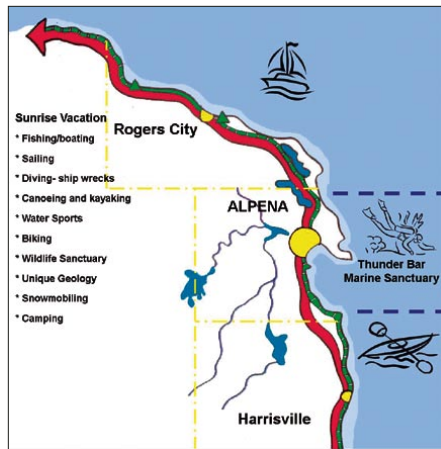 Sunrise Vacation
* Fishing/boating
* Sailing
* Diving- ship wrecks
* Canoeing and kayaking
* Water Sports
* Biking
* Wildlife Sanctuary
* Unique Geology
* Snowmobiling
* Camping
Rogers City
ALPENA
Thunder Bar
Marine Sanctuary
Harrisville